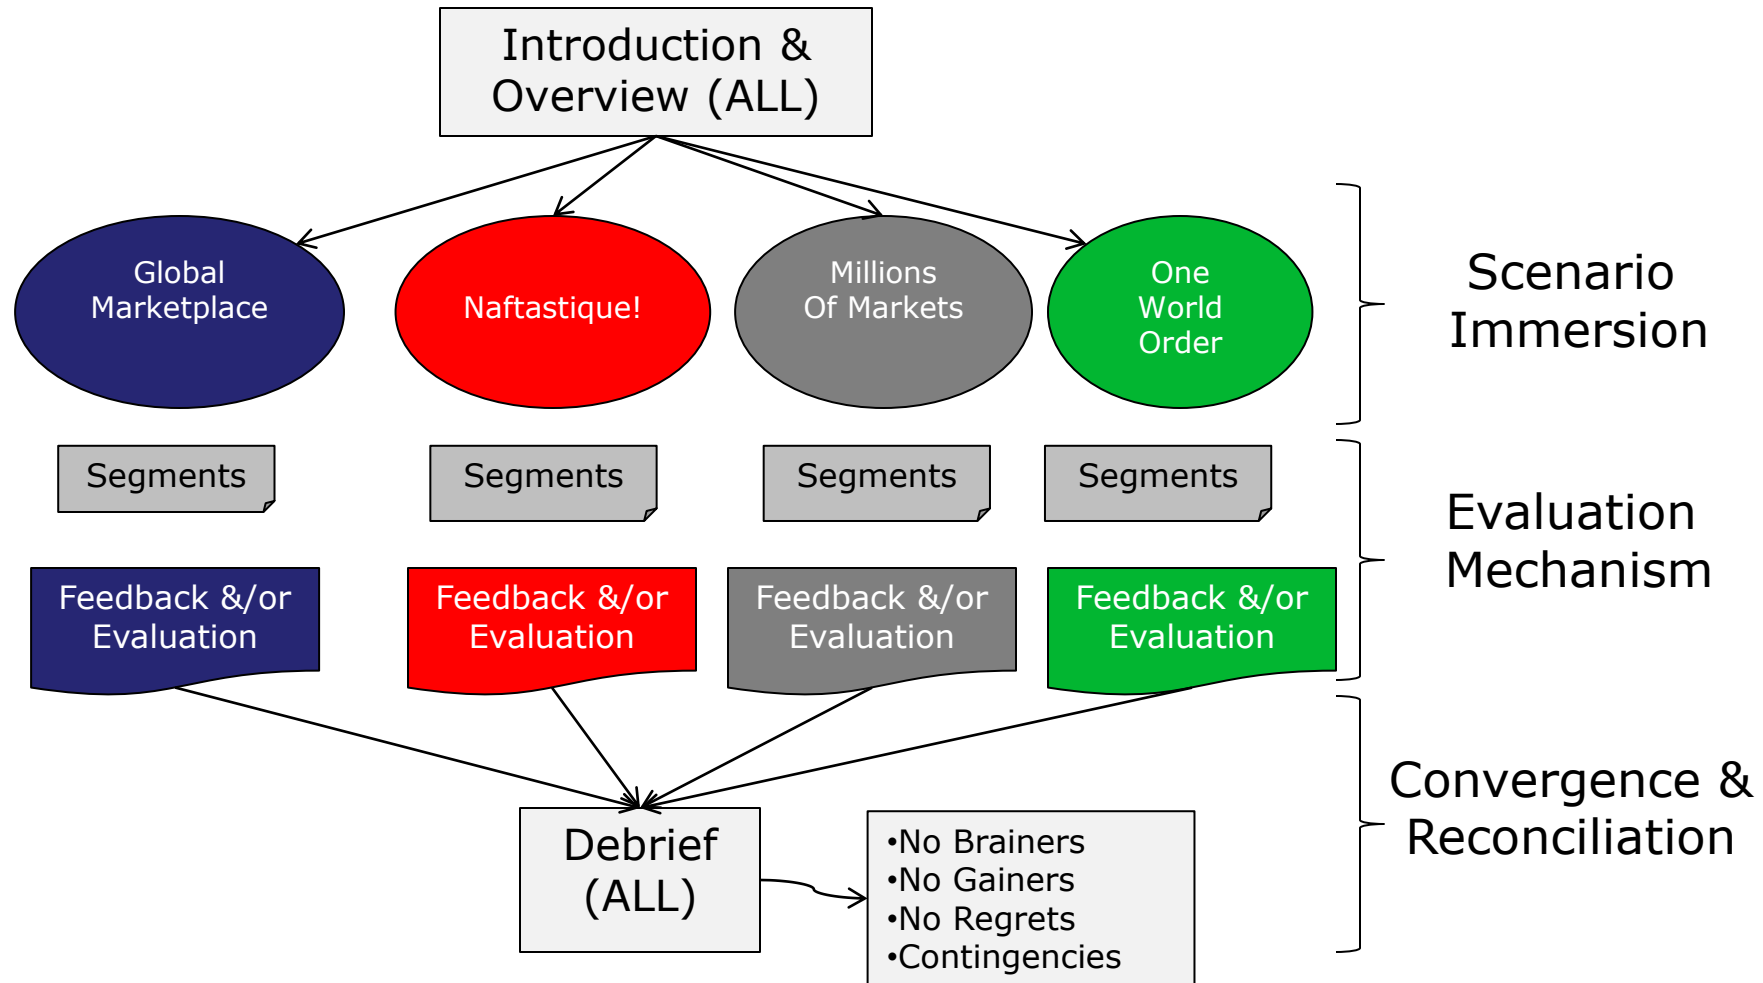 Introduction &
Overview (ALL)
Global
Marketplace
Naftastique!
Millions
Of Markets
One
World
Order
Scenario
Immersion
Segments
Segments
Segments
Segments
Feedback &/or
Evaluation
Feedback &/or
Evaluation
Feedback &/or
Evaluation
Feedback &/or
Evaluation
Evaluation
Mechanism
Debrief
(ALL)
•No Brainers
•No Gainers
•No Regrets
•Contingencies
Convergence &
Reconciliation